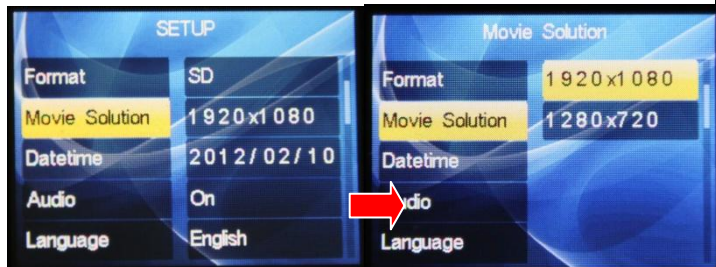 SETUP
Format SD
Movie Solution 1920x1080
Datetime 2012/02/10
Audio On
Language English
Movie Solution
Format 1920x1080
Movie Solution 1280x720
Datetime
dio
Language